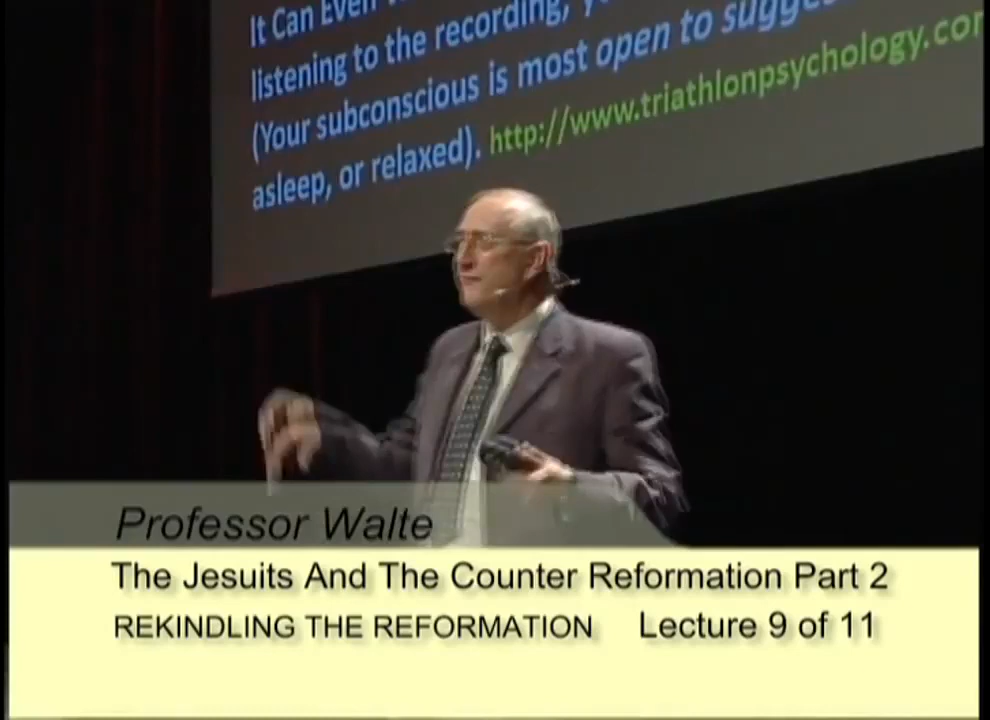 It Can Even
listening to the recording,
(Your subconscious is most open to
asleep, or relaxed). http://www.triathlonpsychology.co
Professor Walte
The Jesuits And The Counter Reformation Part 2
REKINDLING THE REFORMATION Lecture 9 of 11